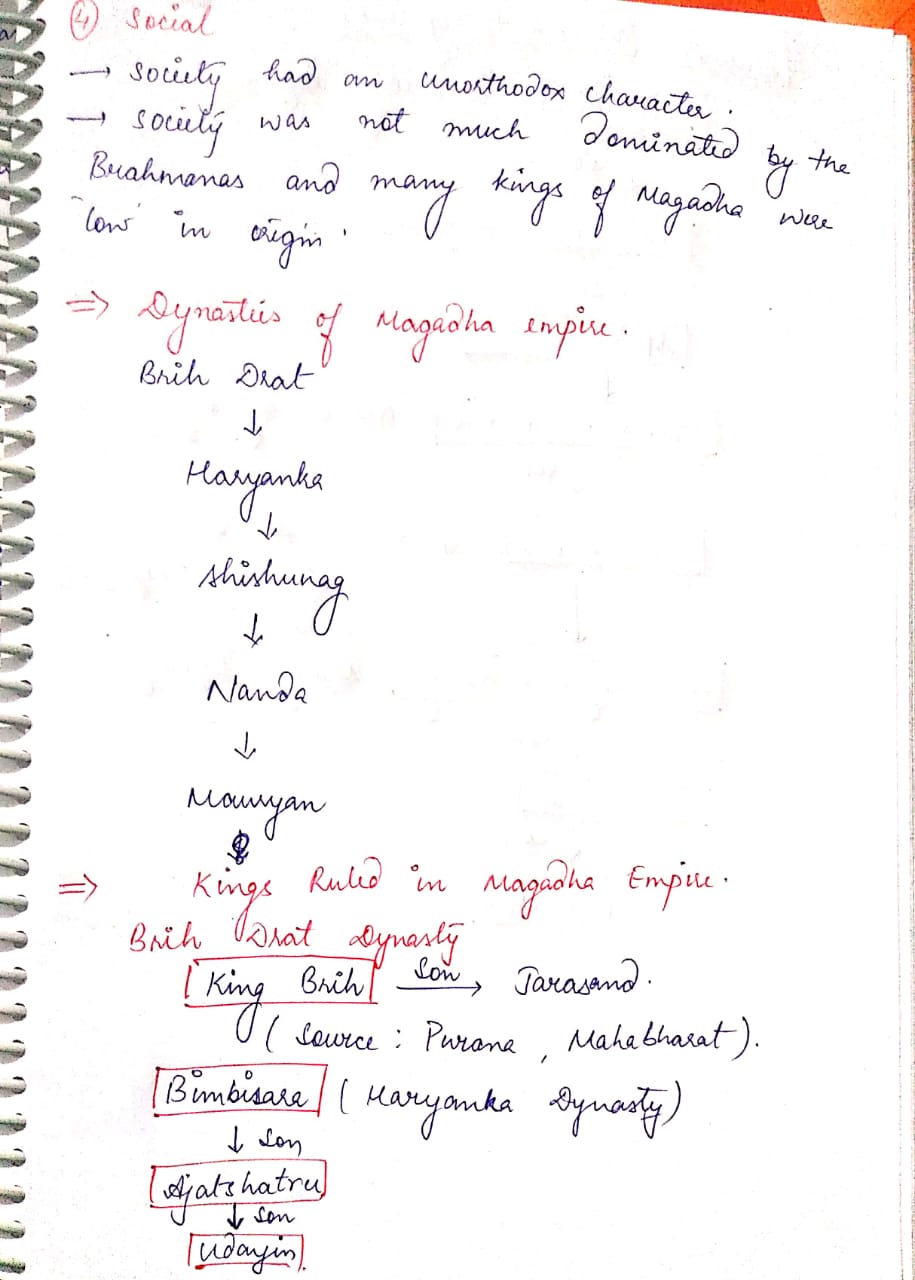 ④ Social
→ Society had an unorthodox character.
→ Society was not much dominated by the
Brahmanas and many kings of Magadha were
'low' in origin.
⇒ Dynasties of Magadha empire.
Brih Drat
↓
Haryanka
↓
Shishunag
↓
Nanda
↓
Mauryan
⇒ Kings Ruled in Magadha Empire.
Brih Drat Dynasty
King Brih son → Jarasand.
(Source : Purana, Mahabharat).
Bimbisara (Haryanka Dynasty)
↓ son
Ajatshatru
↓ son
Udayin.